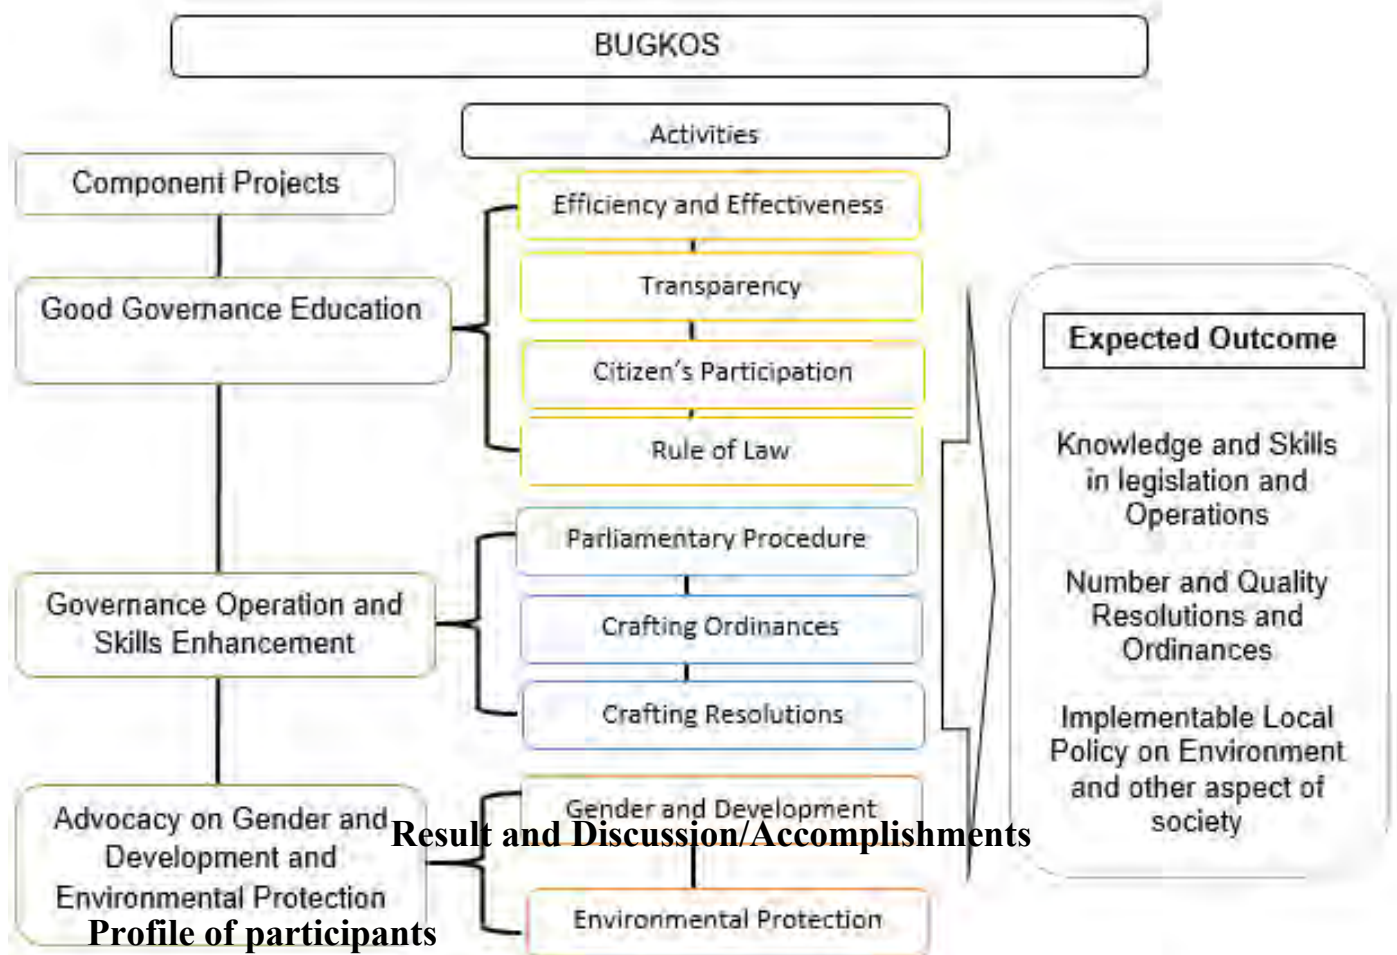 BUGKOS
Activities
Component Projects
Good Governance Education
Efficiency and Effectiveness
Transparency
Citizen's Participation
Rule of Law
Governance Operation and
Skills Enhancement
Parliamentary Procedure
Crafting Ordinances
Crafting Resolutions
Advocacy on Gender and
Development and
Environmental Protection
Gender and Development
Environmental Protection
Expected Outcome
Knowledge and Skills
in legislation and
Operations
Number and Quality
Resolutions and
Ordinances
Implementable Local
Policy on Environment
and other aspect of
society
Result and Discussion/Accomplishments
Profile of participants